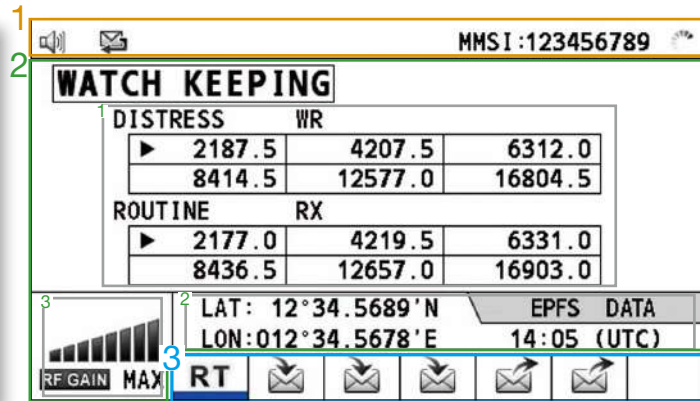 1
MMSI:123456789
2
WATCH KEEPING
1
DISTRESS WR
▶ 2187.5 4207.5 6312.0
8414.5 12577.0 16804.5
ROUTINE RX
▶ 2177.0 4219.5 6331.0
8436.5 12657.0 16903.0
3
2
LAT: 12°34.5689'N EPFS DATA
LON:012°34.5678'E 14:05 (UTC)
3
RF GAIN MAX RT